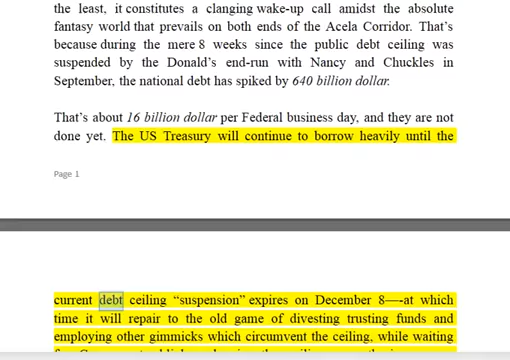 the least, it constitutes a clanging wake-up call amidst the absolute
fantasy world that prevails on both ends of the Acela Corridor. That’s
because during the mere 8 weeks since the public debt ceiling was
suspended by the Donald’s end-run with Nancy and Chuckles in
September, the national debt has spiked by 640 billion dollar.
That’s about 16 billion dollar per Federal business day, and they are not
done yet. The US Treasury will continue to borrow heavily until the
Page 1
current debt ceiling “suspension” expires on December 8—-at which
time it will repair to the old game of divesting trusting funds and
employing other gimmicks which circumvent the ceiling, while waiting